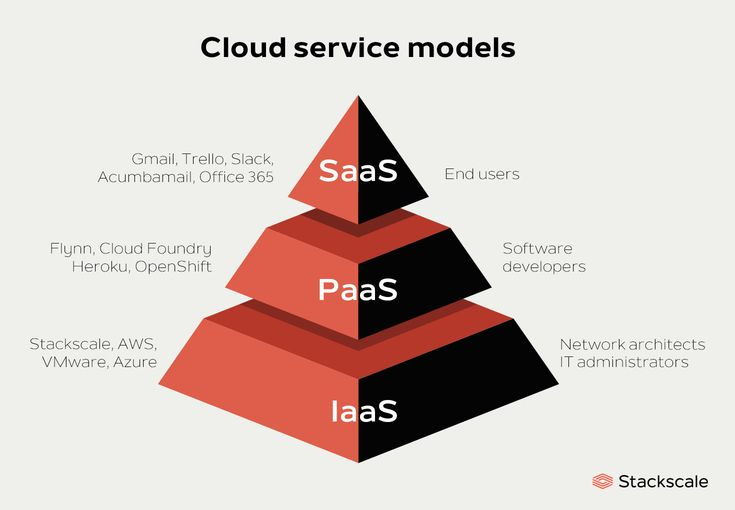 Cloud service models
Gmail, Trello, Slack,
Acumbamail, Office 365
SaaS
End users
Flynn, Cloud Foundry
Heroku, OpenShift
PaaS
Software
developers
Stackscale, AWS,
VMware, Azure
IaaS
Network architects
IT administrators
Stackscale